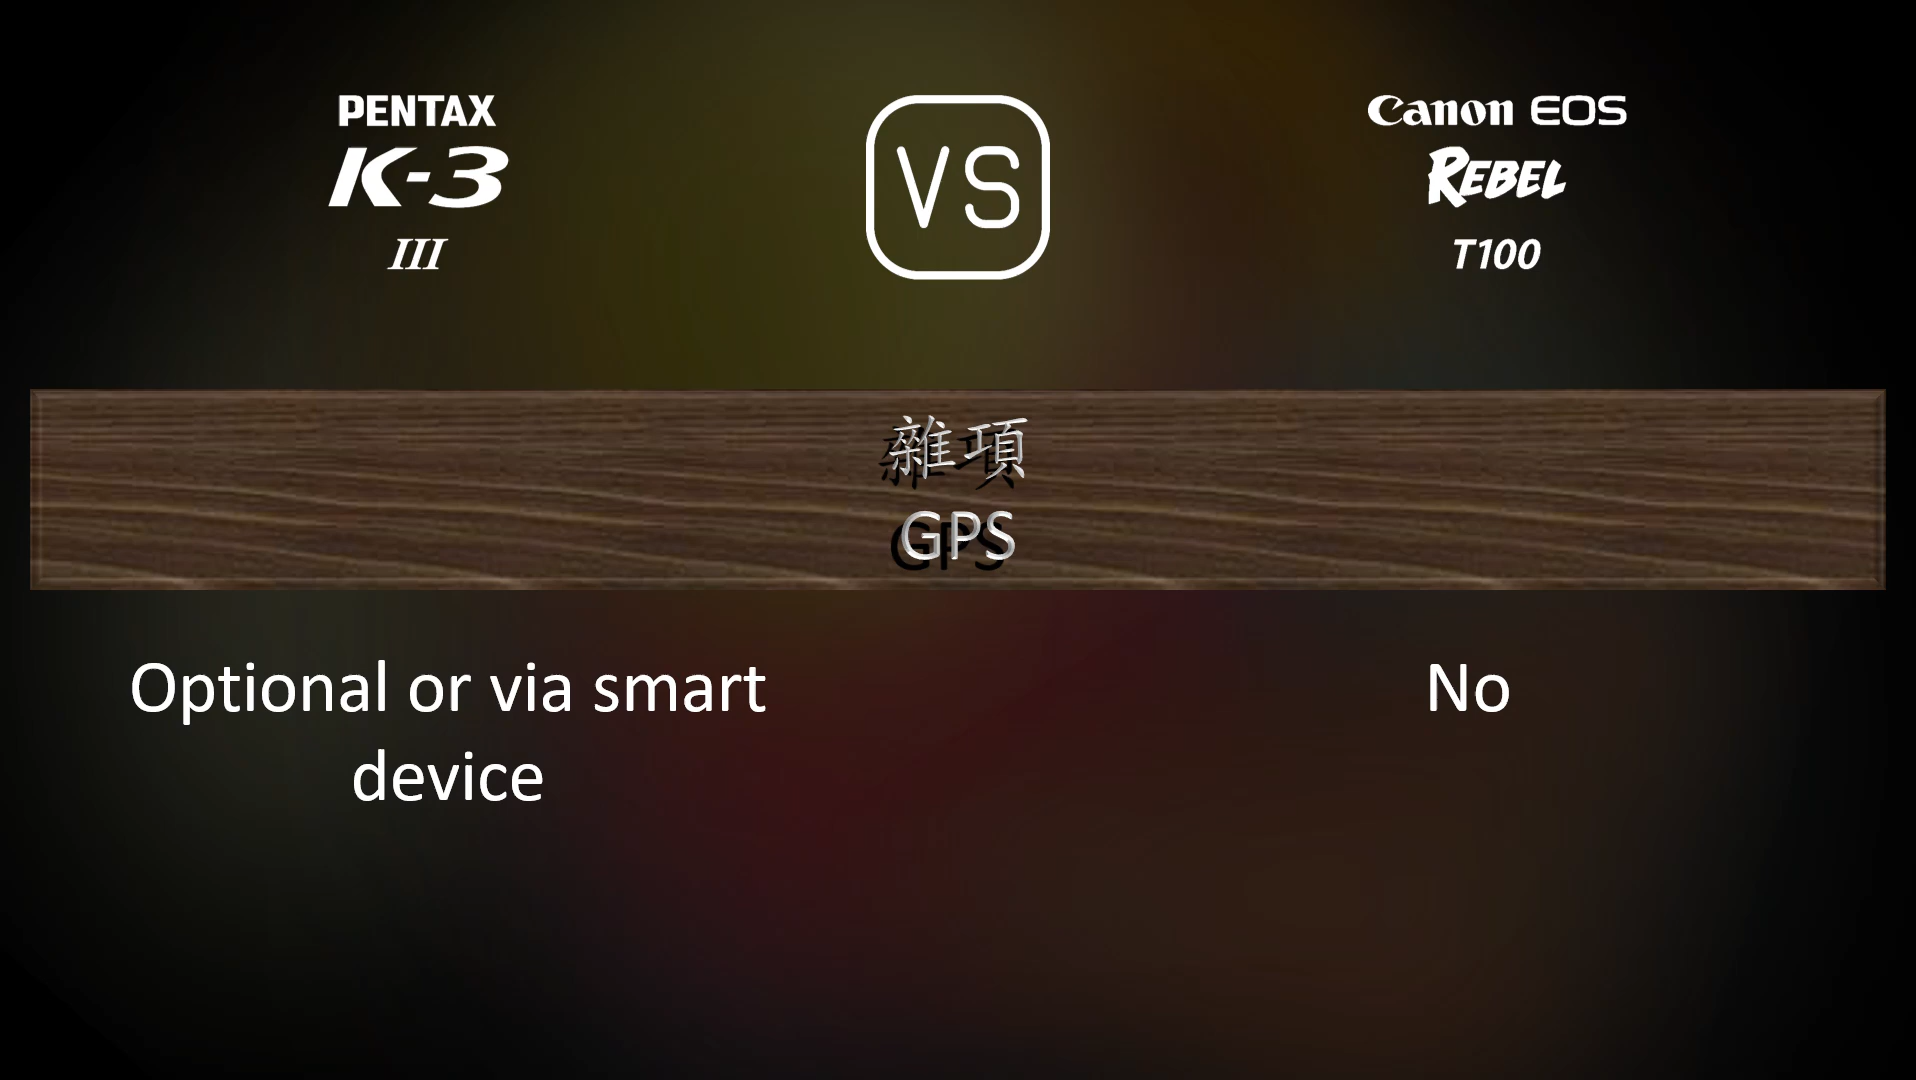 PENTAX
K-3
III
VS
Canon EOS
REBEL
T100
雜項
GPS
Optional or via smart
device
No